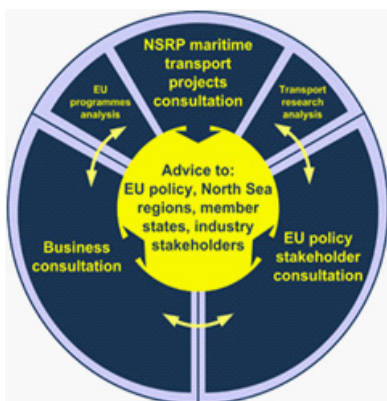 NSRP maritime
transport
projects
consultation
EU
programmes
analysis
Transport
research
analysis
Advice to:
EU policy, North Sea
regions, member
states, industry
stakeholders
Business
consultation
EU policy
stakeholder
consultation